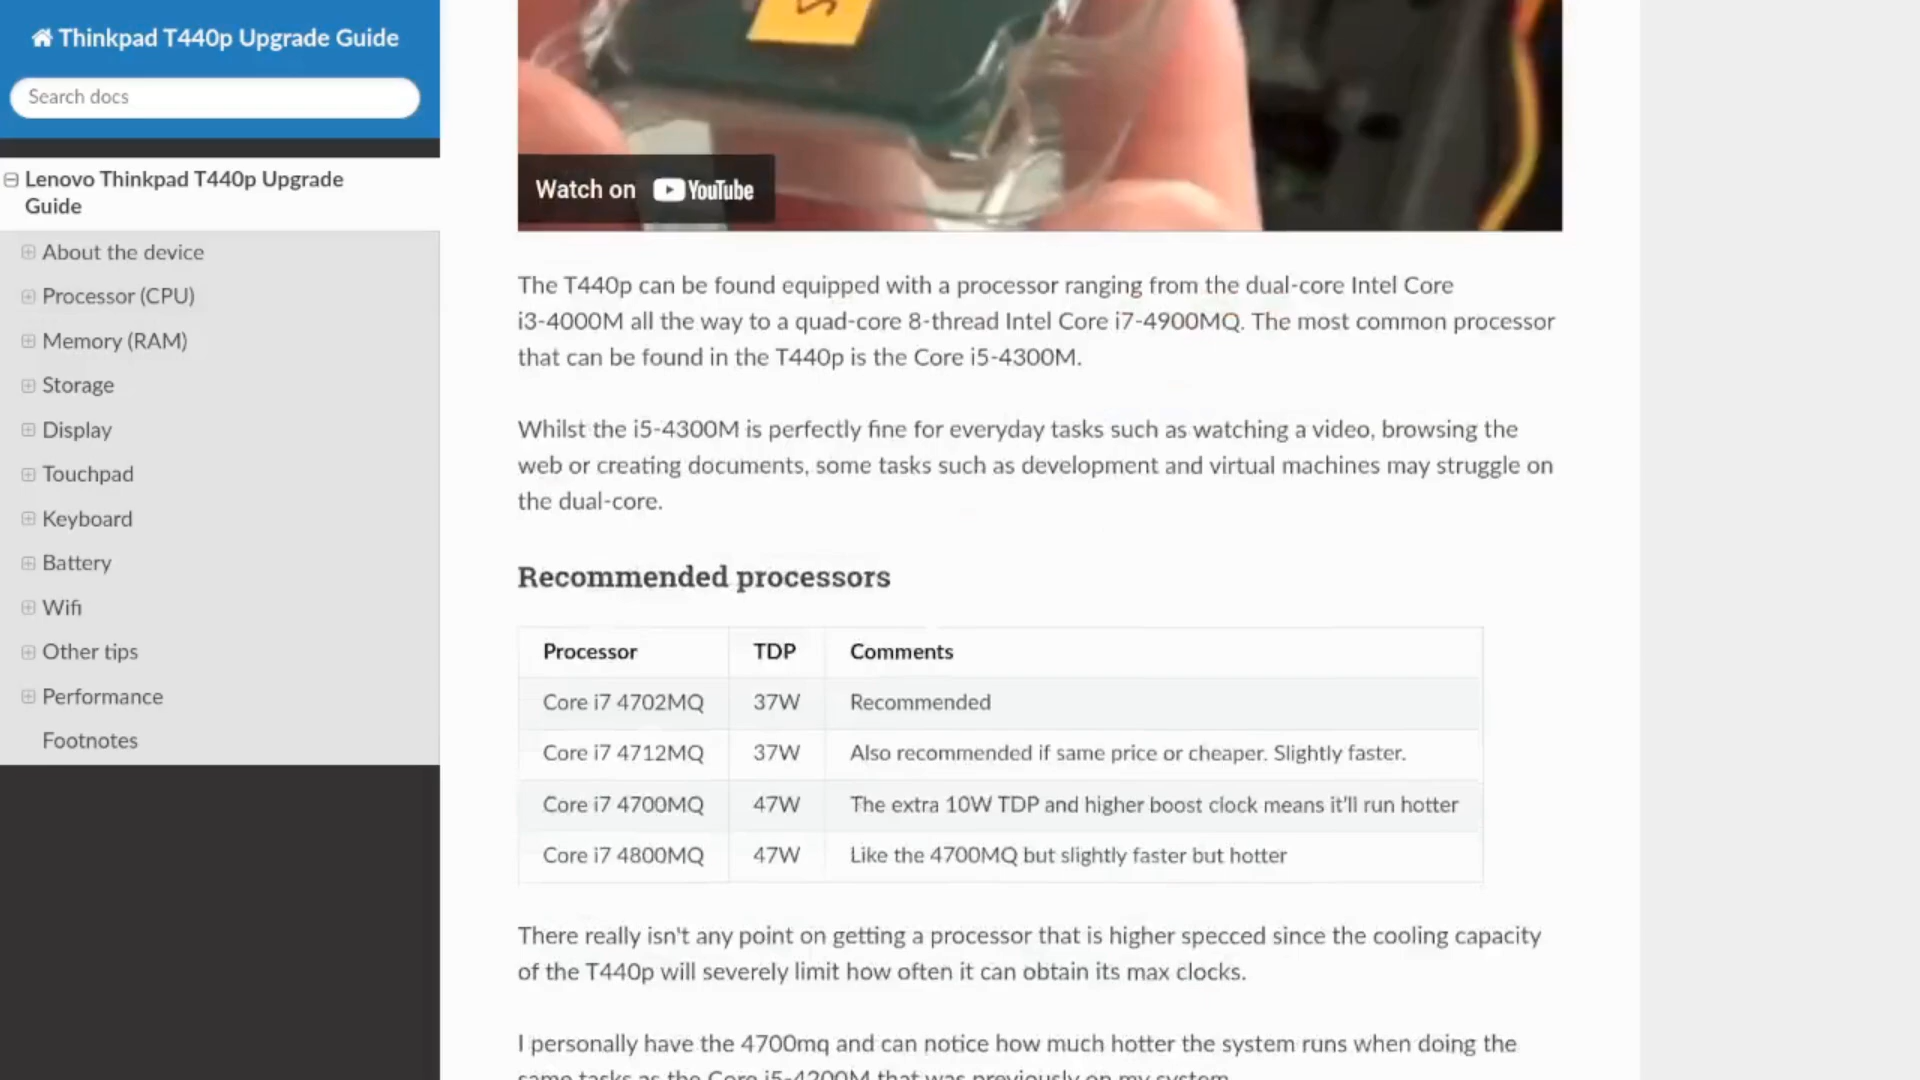 Thinkpad T440p Upgrade Guide
Search docs
Lenovo Thinkpad T440p Upgrade
Guide
About the device
Processor (CPU)
Memory (RAM)
Storage
Display
Touchpad
Keyboard
Battery
Wifi
Other tips
Performance
Footnotes
Watch on YouTube
The T440p can be found equipped with a processor ranging from the dual-core Intel Core
i3-4000M all the way to a quad-core 8-thread Intel Core i7-4900MQ. The most common processor
that can be found in the T440p is the Core i5-4300M.
Whilst the i5-4300M is perfectly fine for everyday tasks such as watching a video, browsing the
web or creating documents, some tasks such as development and virtual machines may struggle on
the dual-core.
Recommended processors
Processor TDP Comments
Core i7 4702MQ 37W Recommended
Core i7 4712MQ 37W Also recommended if same price or cheaper. Slightly faster.
Core i7 4700MQ 47W The extra 10W TDP and higher boost clock means it'll run hotter
Core i7 4800MQ 47W Like the 4700MQ but slightly faster but hotter
There really isn't any point on getting a processor that is higher specced since the cooling capacity
of the T440p will severely limit how often it can obtain its max clocks.
I personally have the 4700mq and can notice how much hotter the system runs when doing the
same tasks as the Core i5-4200M that was previously on my system